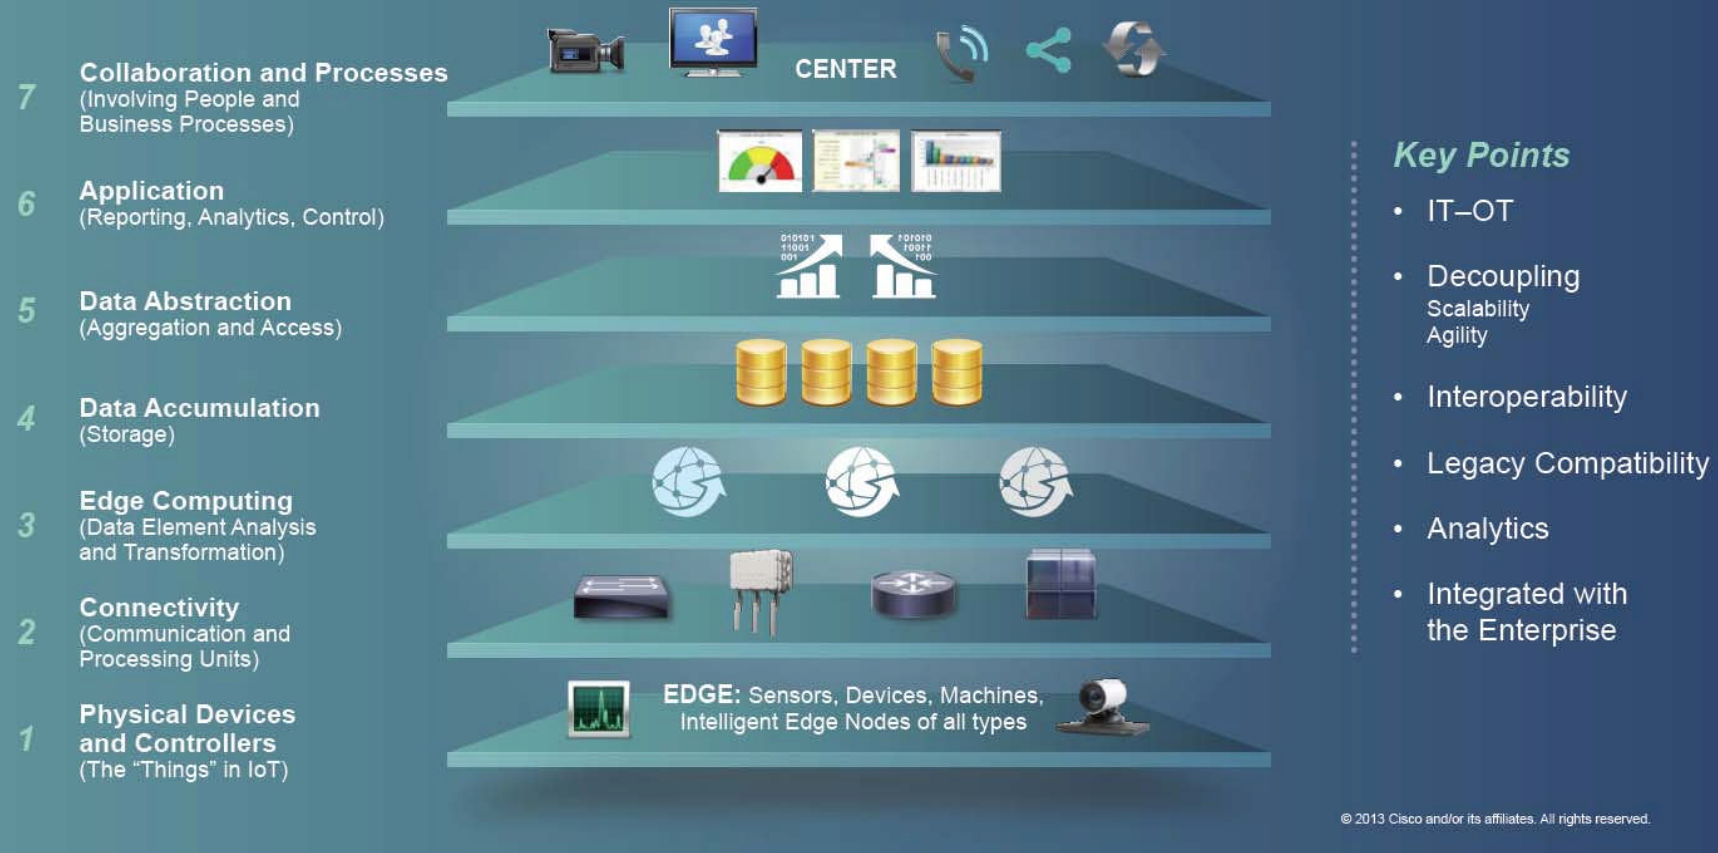 7
Collaboration and Processes
(Involving People and
Business Processes)
CENTER
6
Application
(Reporting, Analytics, Control)
5
Data Abstraction
(Aggregation and Access)
010101
11001
001
4
Data Accumulation
(Storage)
3
Edge Computing
(Data Element Analysis
and Transformation)
2
Connectivity
(Communication and
Processing Units)
1
Physical Devices
and Controllers
(The “Things” in IoT)
EDGE: Sensors, Devices, Machines,
Intelligent Edge Nodes of all types
Key Points
• IT–OT
• Decoupling
Scalability
Agility
• Interoperability
• Legacy Compatibility
• Analytics
• Integrated with
the Enterprise
© 2013 Cisco and/or its affiliates. All rights reserved.